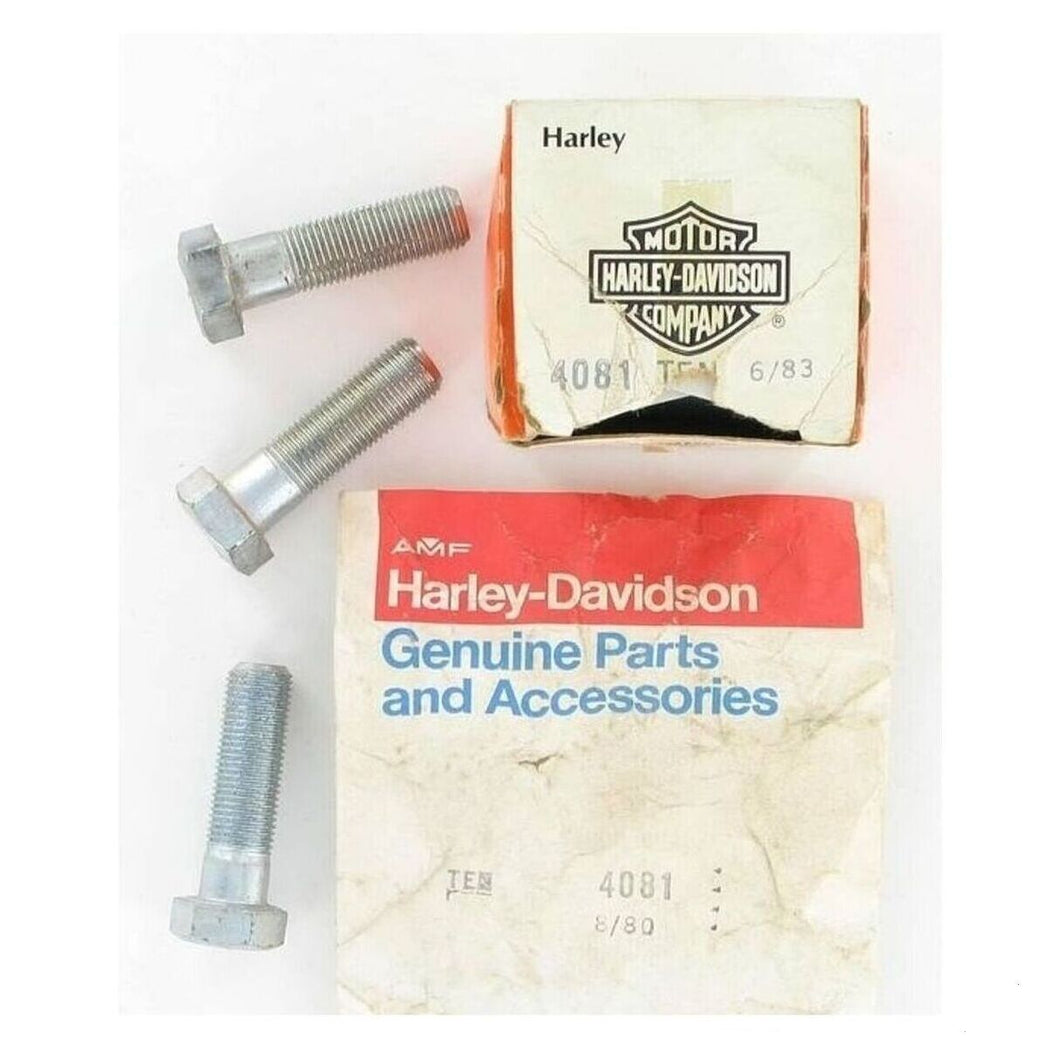 Harley
MOTOR
HARLEY-DAVIDSON
COMPANY
®
4081 TEN 6/83
AMF
Harley-Davidson
Genuine Parts
and Accessories
TEN 4081
8/80